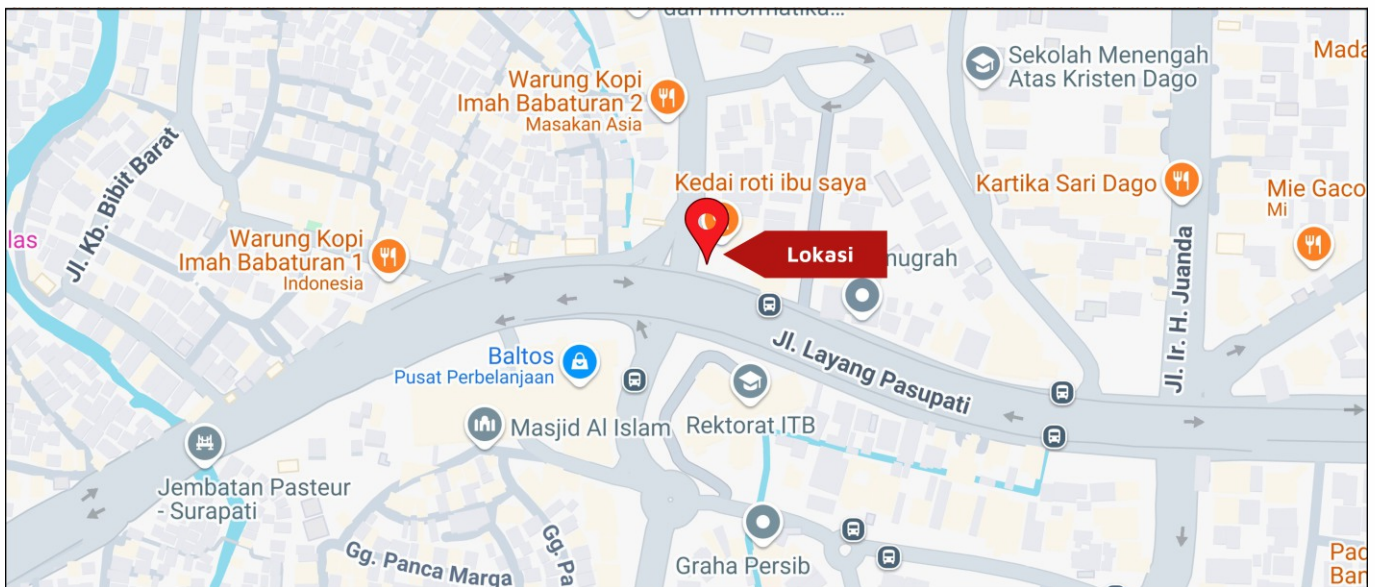 dan Informatika...
Sekolah Menengah
Atas Kristen Dago
Warung Kopi
Imah Babaturan 2
Masakan Asia
Jl. Kb. Bibit Barat
Kedai roti ibu saya
Kartika Sari Dago
Mie Gaco
Mi
las
Warung Kopi
Imah Babaturan 1
Indonesia
Lokasi
nugrah
Jl. Ir. H. Juanda
Baltos
Pusat Perbelanjaan
Jl. Layang Pasupati
Masjid Al Islam
Rektorat ITB
Jembatan Pasteur
- Surapati
Gg. Panca Marga
Gg. Pa
Graha Persib